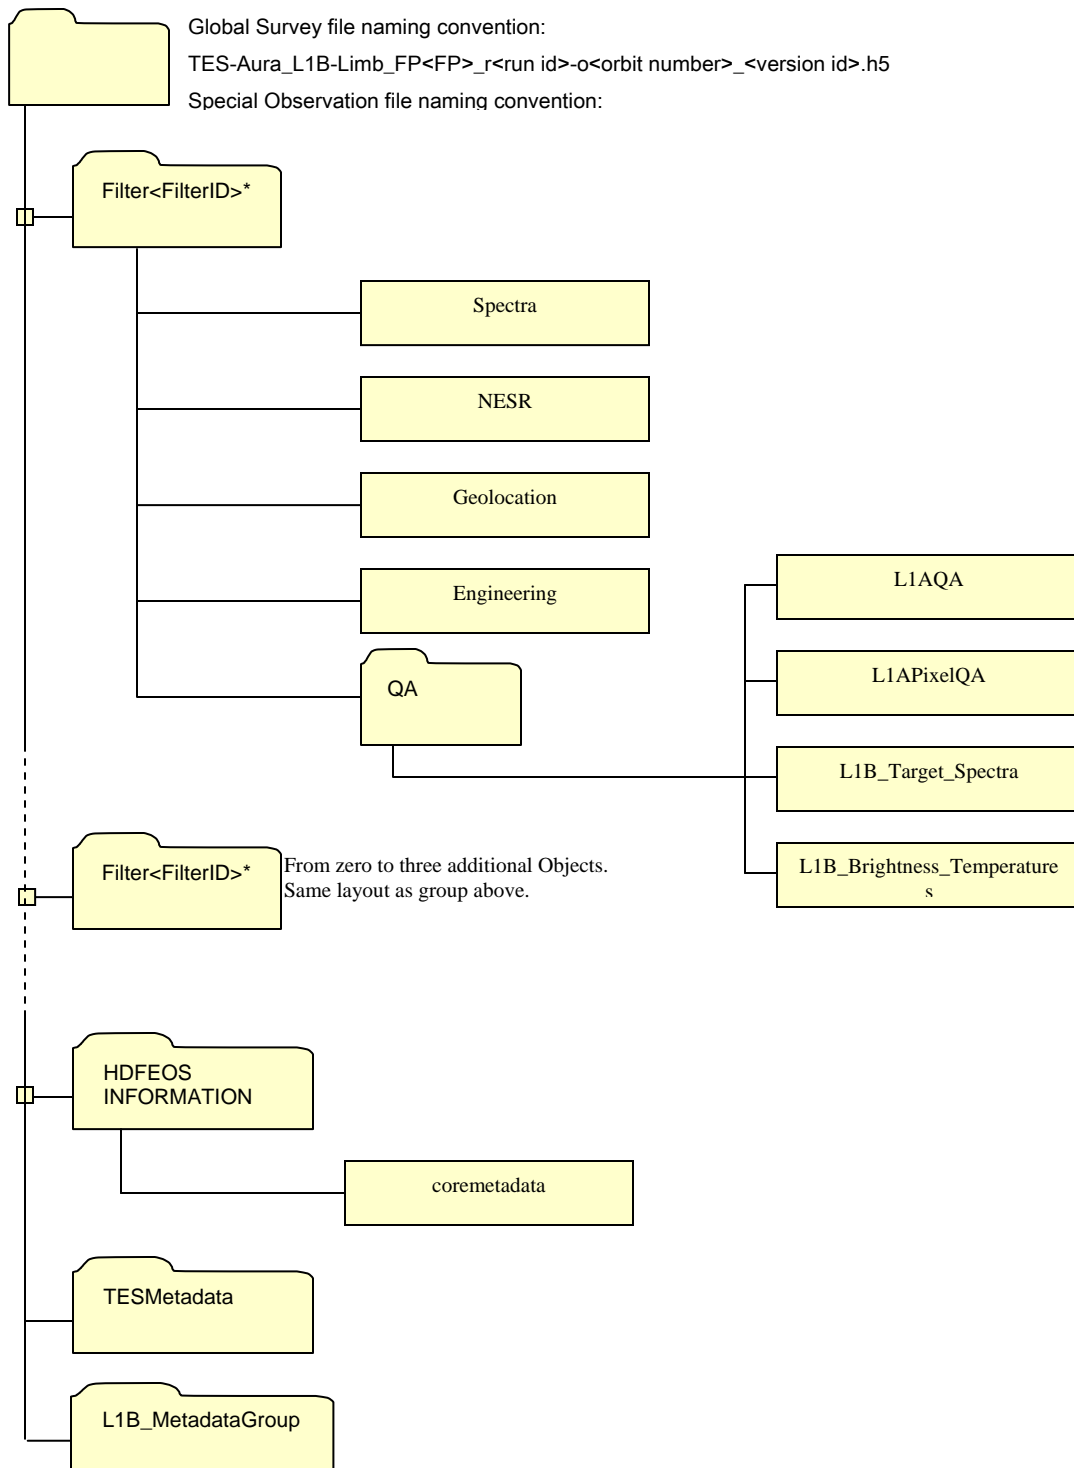 Global Survey file naming convention:
TES-Aura_L1B-Limb_FP<FP>_r<run id>-o<orbit number>_<version id>.h5
Special Observation file naming convention:
Filter<FilterID>*
Spectra
NESR
Geolocation
Engineering
QA
L1AQA
L1APixelQA
L1B_Target_Spectra
L1B_Brightness_Temperature
s
Filter<FilterID>*
From zero to three additional Objects.
Same layout as group above.
HDFEOS
INFORMATION
coremetadata
TESMetadata
L1B_MetadataGroup